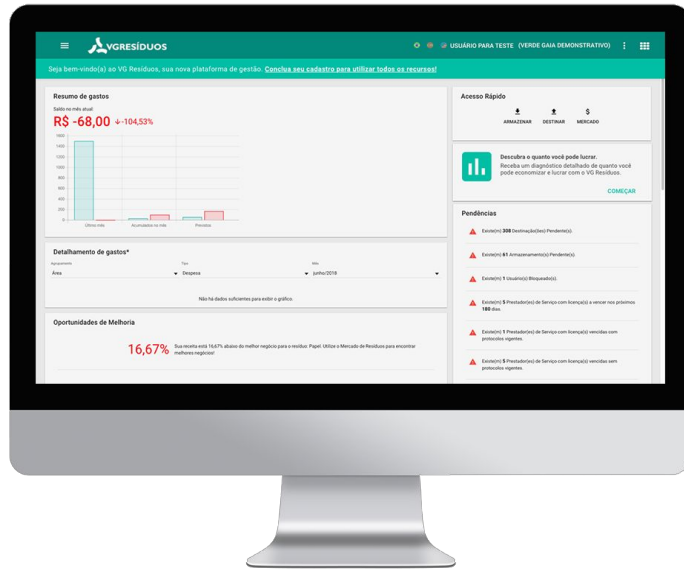 VGRESÍDUOS
USUÁRIO PARA TESTE (VERDE GAIA DEMONSTRATIVO)
Seja bem-vindo(a) ao VG Resíduos, sua nova plataforma de gestão. Conclua seu cadastro para utilizar todos os recursos!
Resumo de gastos
Saldo no mês atual
R$ -68,00 -104,53%
1600
1400
1200
1000
800
600
400
200
0
Último mês Acumulados no mês Previstos
Detalhamento de gastos*
Agrupamento Tipo Mês
Área Despesa junho/2018
Não há dados suficientes para exibir o gráfico.
Oportunidades de Melhoria
16,67% Sua receita está 16,67% abaixo do melhor negócio para o resíduo: Papel. Utilize o Mercado de Resíduos para encontrar
melhores negócios!
Acesso Rápido
ARMAZENAR DESTINAR MERCADO
Descubra o quanto você pode lucrar.
Receba um diagnóstico detalhado de quanto você
pode economizar e lucrar com o VG Resíduos.
COMEÇAR
Pendências
Existe(m) 308 Destinação(ões) Pendente(s).
Existe(m) 61 Armazenamento(s) Pendente(s).
Existe(m) 1 Usuário(s) Bloqueado(s).
Existe(m) 5 Prestador(es) de Serviço com licença(s) a vencer nos próximos
180 dias.
Existe(m) 1 Prestador(es) de Serviço com licença(s) vencidas com
protocolos vigentes.
Existe(m) 5 Prestador(es) de Serviço com licença(s) vencidas sem
protocolos vigentes.